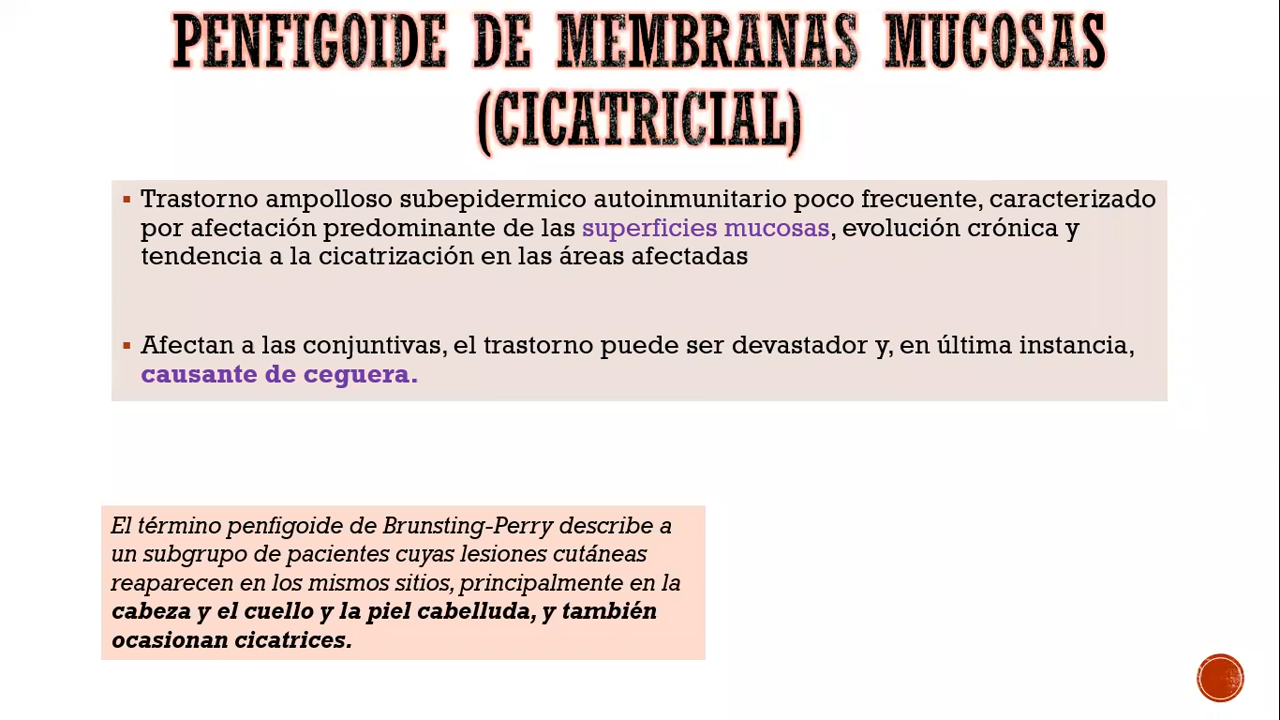 PENFIGOIDE DE MEMBRANAS MUCOSAS
(CICATRICIAL)
▪ Trastorno ampolloso subepidermico autoinmunitario poco frecuente, caracterizado
por afectación predominante de las superficies mucosas, evolución crónica y
tendencia a la cicatrización en las áreas afectadas
▪ Afectan a las conjuntivas, el trastorno puede ser devastador y, en última instancia,
causante de ceguera.
El término penfigoide de Brunsting-Perry describe a
un subgrupo de pacientes cuyas lesiones cutáneas
reaparecen en los mismos sitios, principalmente en la
cabeza y el cuello y la piel cabelluda, y también
ocasionan cicatrices.